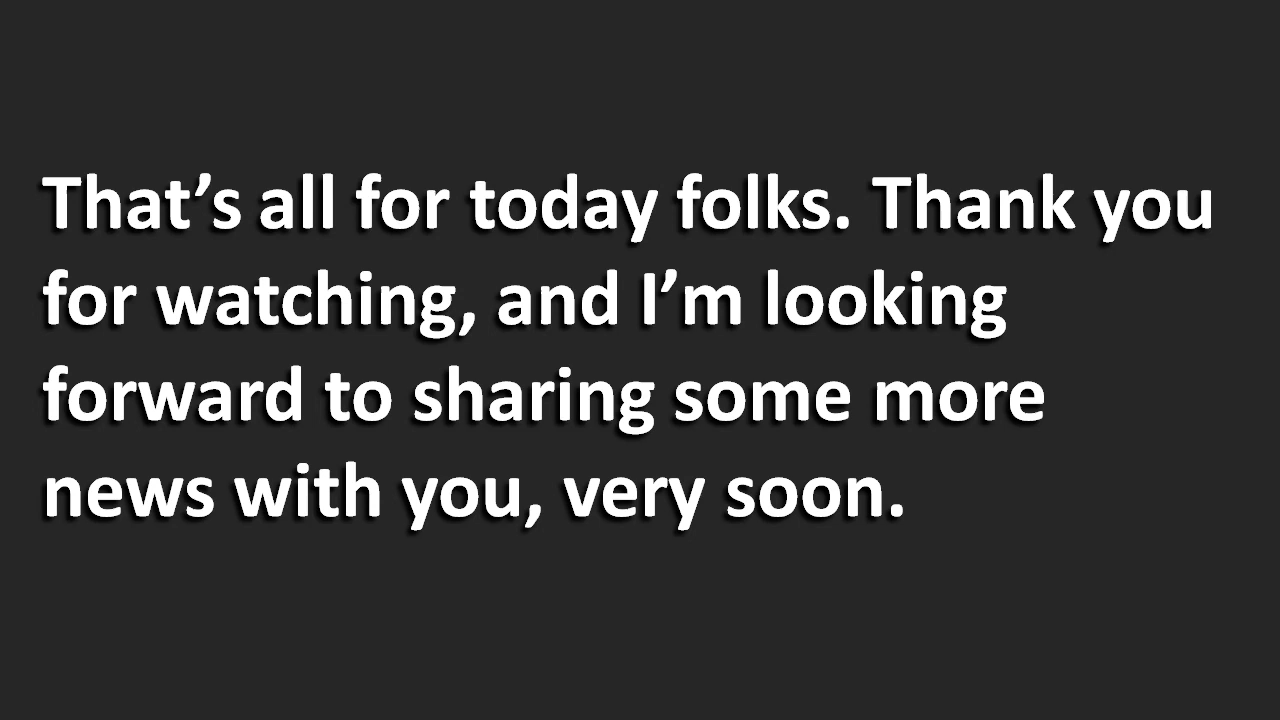 That’s all for today folks. Thank you
for watching, and I’m looking
forward to sharing some more
news with you, very soon.